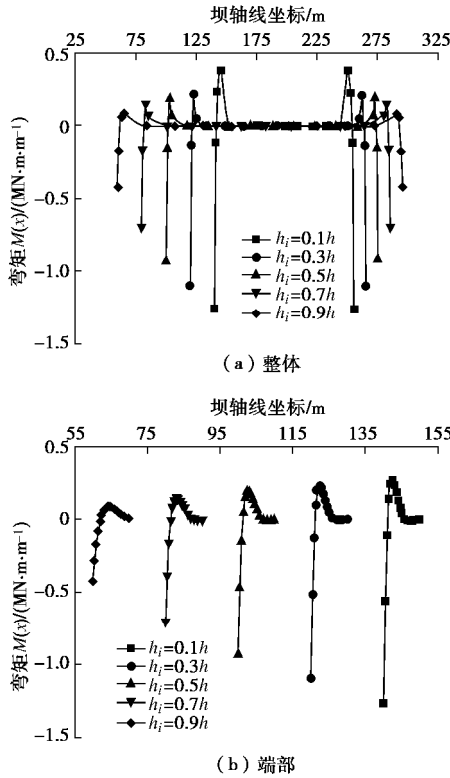 坝轴线坐标/m
25 75 125 175 225 275 325
0.5
0
-0.5
-1.0
-1.5
弯矩M(x)/(MN·m·m⁻¹)
hᵢ=0.1h
hᵢ=0.3h
hᵢ=0.5h
hᵢ=0.7h
hᵢ=0.9h
(a)整体
坝轴线坐标/m
55 75 95 115 135 155
0.5
0
-0.5
-1.0
-1.5
弯矩M(x)/(MN·m·m⁻¹)
hᵢ=0.1h
hᵢ=0.3h
hᵢ=0.5h
hᵢ=0.7h
hᵢ=0.9h
(b)端部